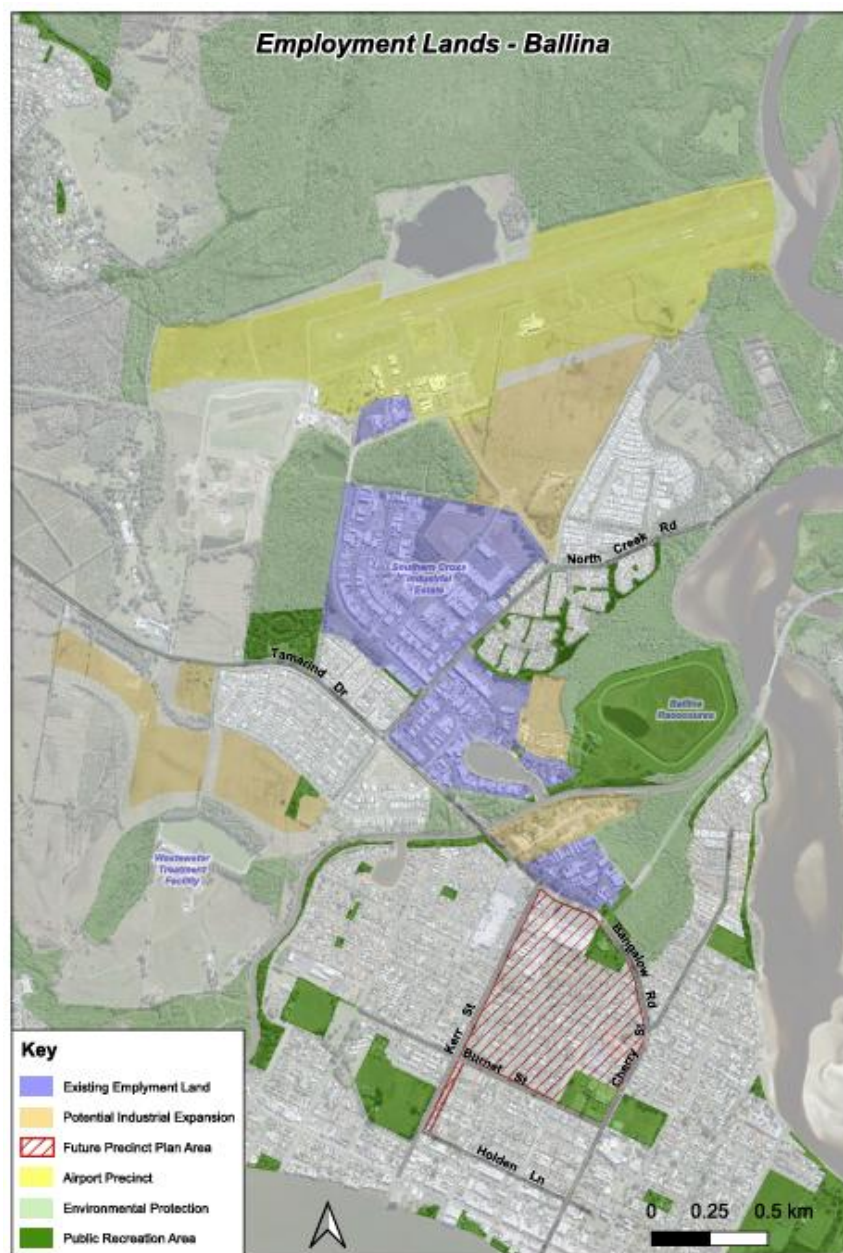 Employment Lands - Ballina
North Creek Rd
Southern Cross
Industrial
Estate
Tamarind Dr
Ballina
Racecourse
Wastewater
Treatment
Facility
Bangalow Rd
Kerr St
Burnet St
Cherry St
Holden Ln
Key
Existing Emplyment Land
Potential Industrial Expansion
Future Precinct Plan Area
Airport Precinct
Environmental Protection
Public Recreation Area
0 0.25 0.5 km